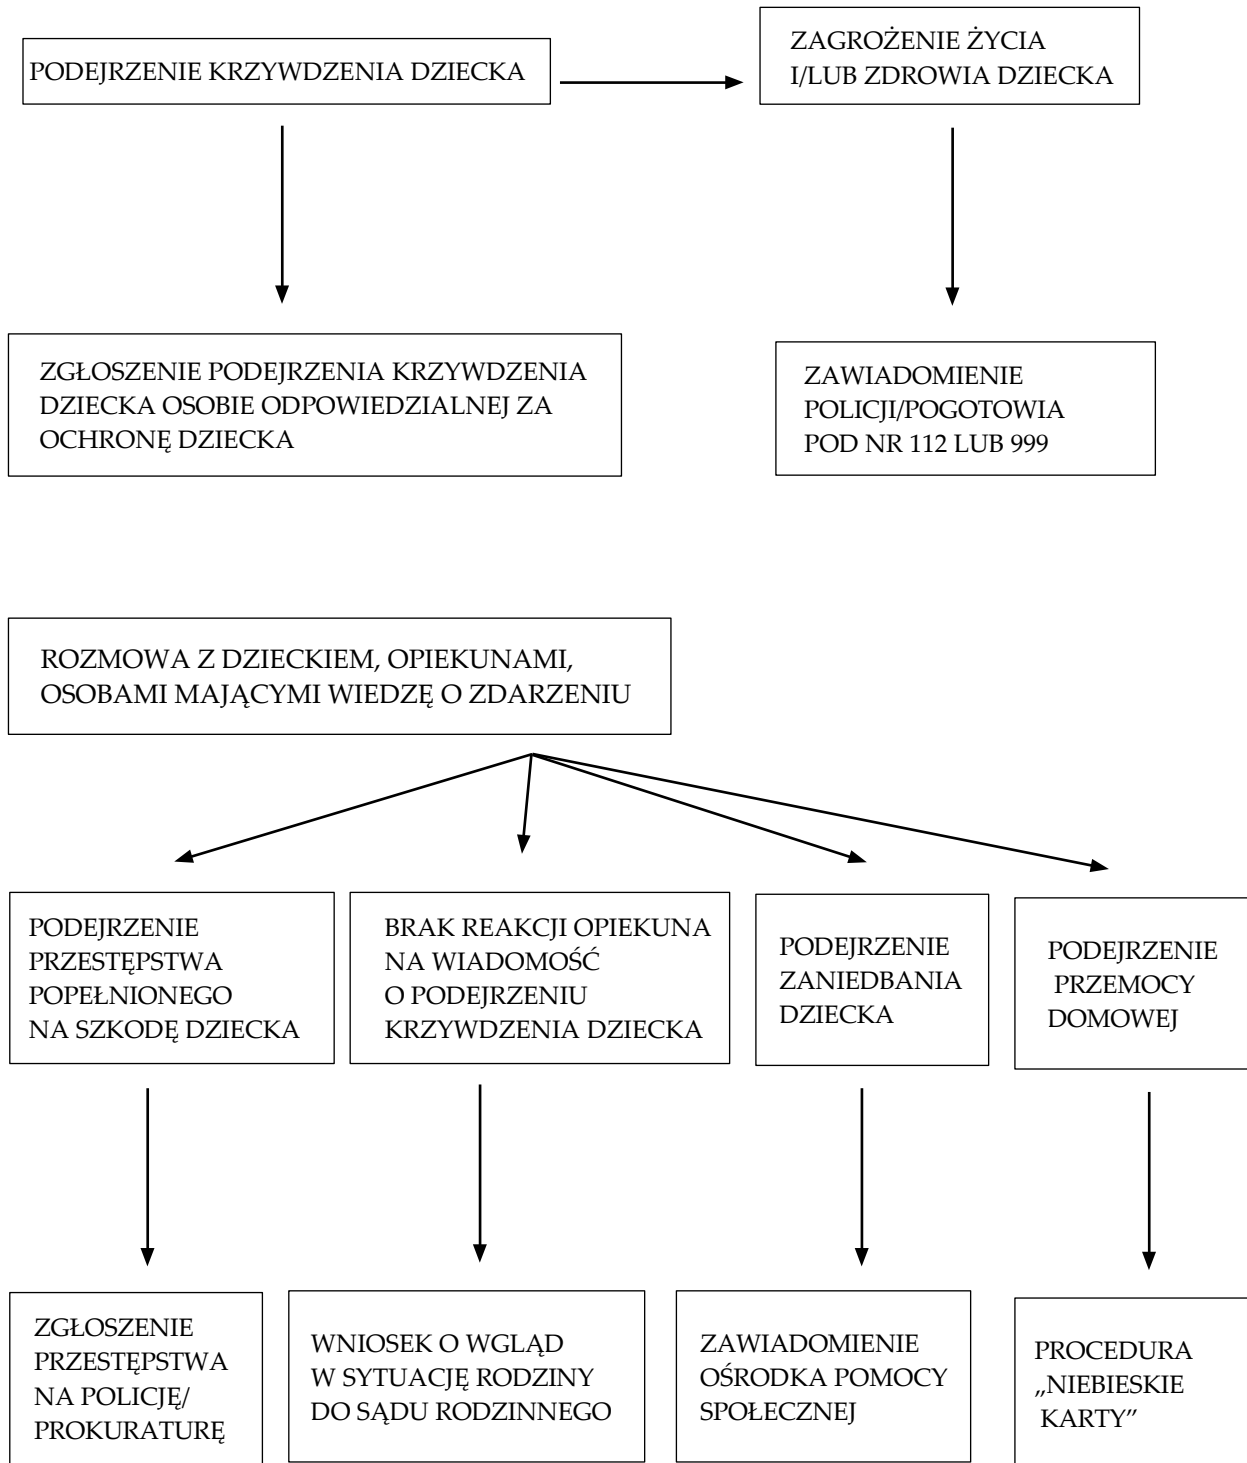 PODEJRZENIE KRZYWDZENIA DZIECKA
ZAGROŻENIE ŻYCIA
I/LUB ZDROWIA DZIECKA
ZGŁOSZENIE PODEJRZENIA KRZYWDZENIA
DZIECKA OSOBIE ODPOWIEDZIALNEJ ZA
OCHRONĘ DZIECKA
ZAWIADOMIENIE
POLICJI/POGOTOWIA
POD NR 112 LUB 999
ROZMOWA Z DZIECKIEM, OPIEKUNAMI,
OSOBAMI MAJĄCYMI WIEDZĘ O ZDARZENIU
PODEJRZENIE
PRZESTĘPSTWA
POPEŁNIONEGO
NA SZKODĘ DZIECKA
BRAK REAKCJI OPIEKUNA
NA WIADOMOŚĆ
O PODEJRZENIU
KRZYWDZENIA DZIECKA
PODEJRZENIE
ZANIEDBANIA
DZIECKA
PODEJRZENIE
PRZEMOCY
DOMOWEJ
ZGŁOSZENIE
PRZESTĘPSTWA
NA POLICJĘ/
PROKURATURĘ
WNIOSEK O WGLĄD
W SYTUACJĘ RODZINY
DO SĄDU RODZINNEGO
ZAWIADOMIENIE
OŚRODKA POMOCY
SPOŁECZNEJ
PROCEDURA
„NIEBIESKIE
KARTY”